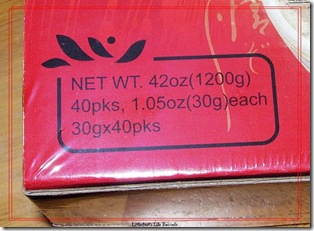 NET WT. 42oz(1200g)
40pks, 1.05oz(30g)each
30gx40pks